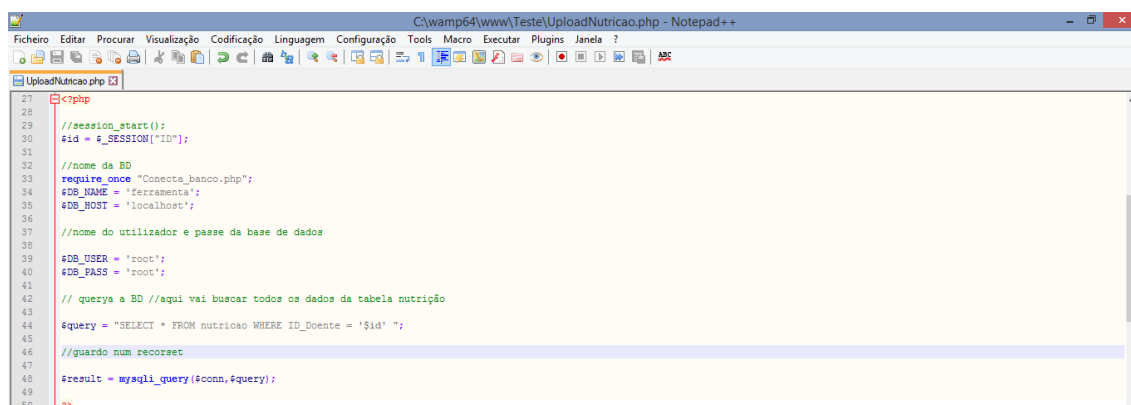 C:\wamp64\www\Teste\UploadNutricao.php - Notepad++
Ficheiro Editar Procurar Visualização Codificação Linguagem Configuração Tools Macro Executar Plugins Janela ?
UploadNutricao.php
27 <?php
28
29 //session_start();
30 $id = $_SESSION["ID"];
31
32 //nome da BD
33 require_once "Conecta_banco.php";
34 $DB_NAME = 'ferramenta';
35 $DB_HOST = 'localhost';
36
37 //nome do utilizador e passe da base de dados
38
39 $DB_USER = 'root';
40 $DB_PASS = 'root';
41
42 // querya a BD //aqui vai buscar todos os dados da tabela nutrição
43
44 $query = "SELECT * FROM nutricao WHERE ID_Doente = '$id' ";
45
46 //guardo num recorset
47
48 $result = mysqli_query($conn,$query);
49
50 ?>